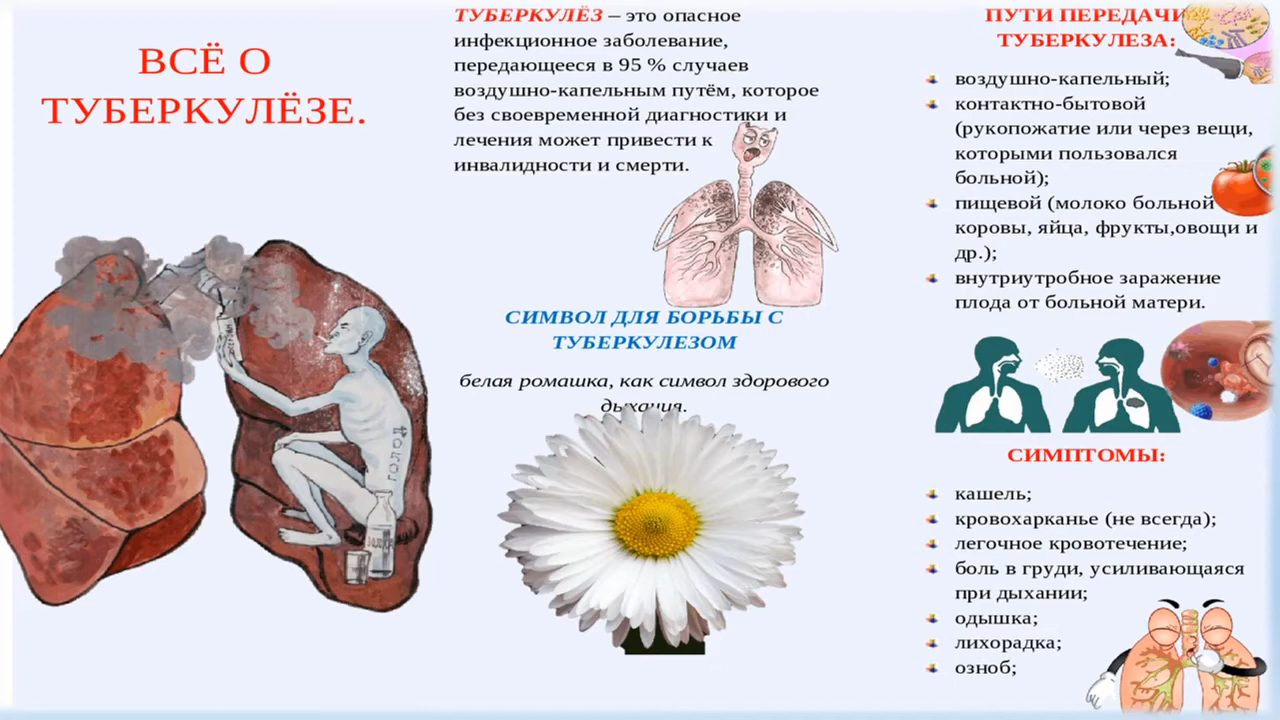 ВСЁ О
ТУБЕРКУЛЁЗЕ.
ТУБЕРКУЛЁЗ – это опасное
инфекционное заболевание,
передающееся в 95 % случаев
воздушно-капельным путём, которое
без своевременной диагностики и
лечения может привести к
инвалидности и смерти.
СИМВОЛ ДЛЯ БОРЬБЫ С
ТУБЕРКУЛЕЗОМ
белая ромашка, как символ здорового
дыхания.
ПУТИ ПЕРЕДАЧИ
ТУБЕРКУЛЕЗА:
воздушно-капельный;
контактно-бытовой
(рукопожатие или через вещи,
которыми пользовался
больной);
пищевой (молоко больной
коровы, яйца, фрукты,овощи и
др.);
внутриутробное заражение
плода от больной матери.
СИМПТОМЫ:
кашель;
кровохарканье (не всегда);
легочное кровотечение;
боль в груди, усиливающаяся
при дыхании;
одышка;
лихорадка;
озноб;